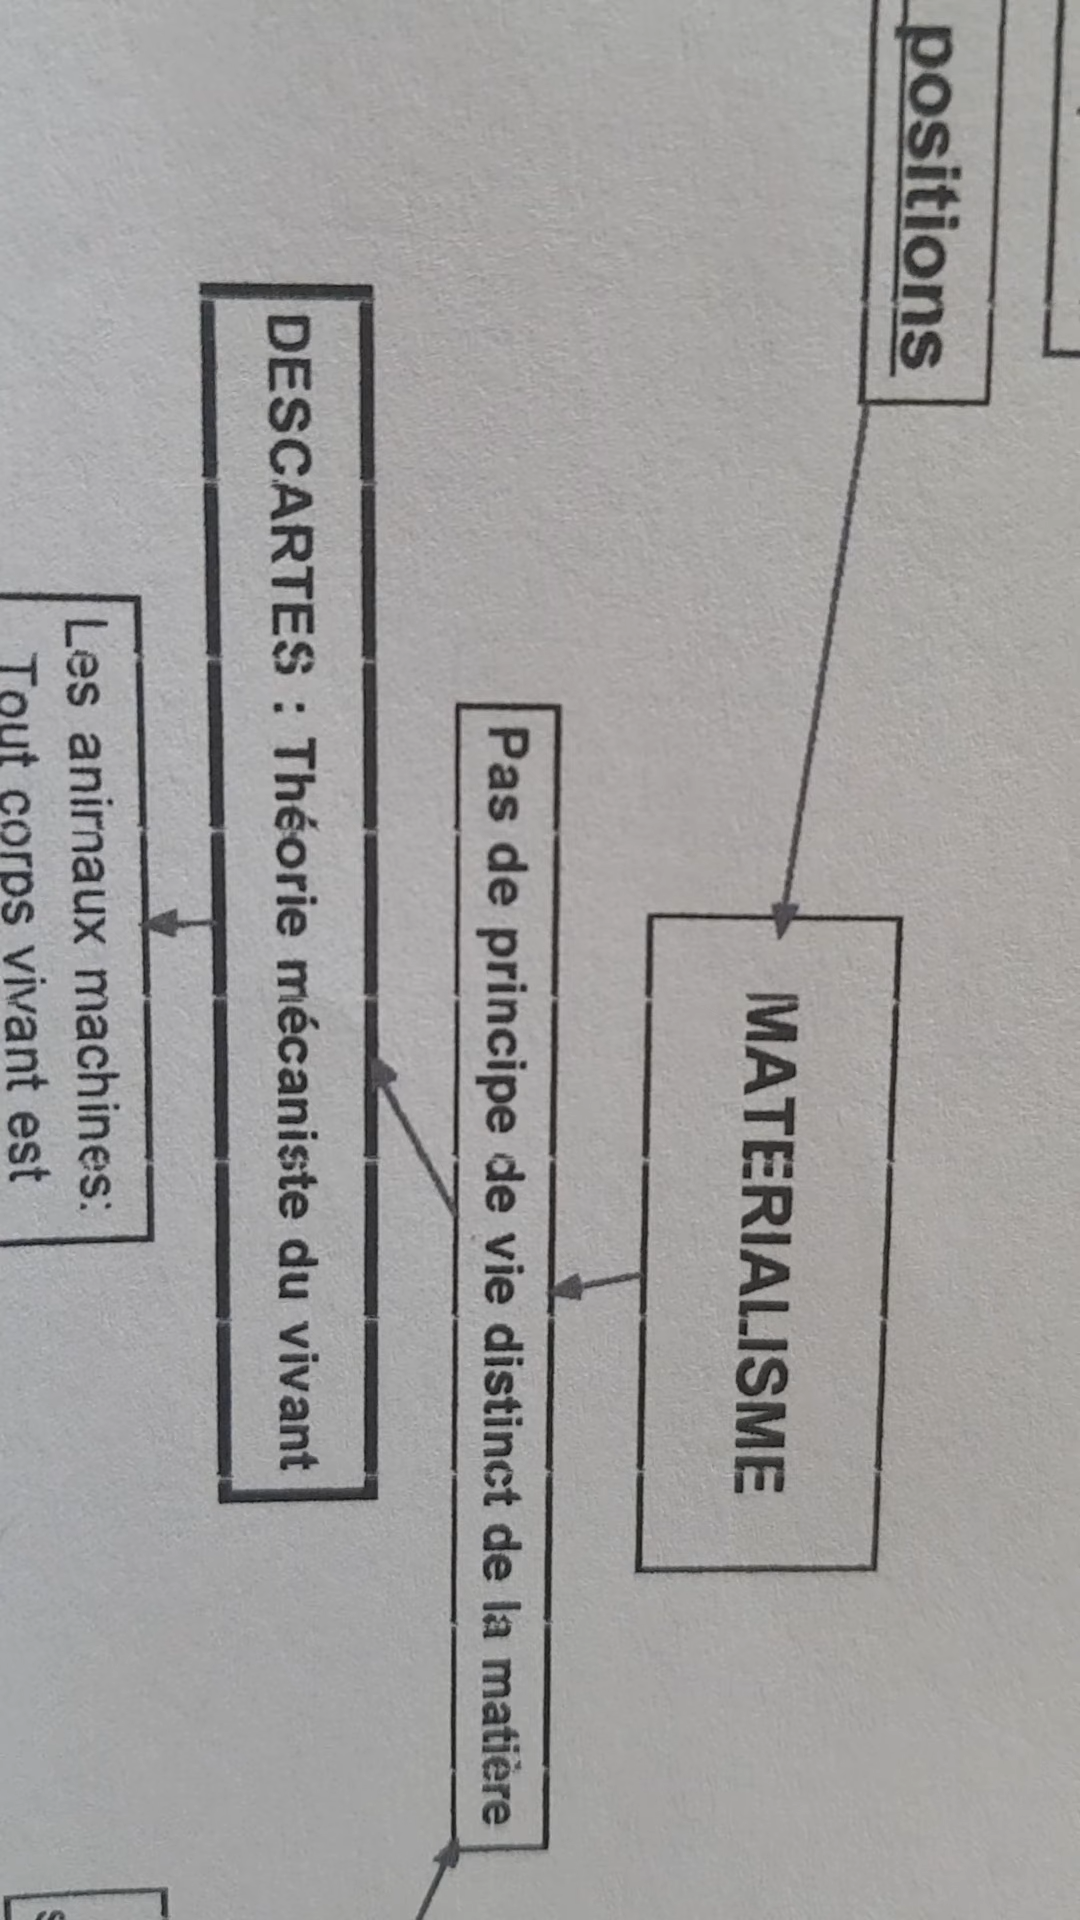 positions
MATERIALISME
Pas de principe de vie distinct de la matière
DESCARTES : Théorie mécaniste du vivant
Les animaux machines:
Tout corps vivant est